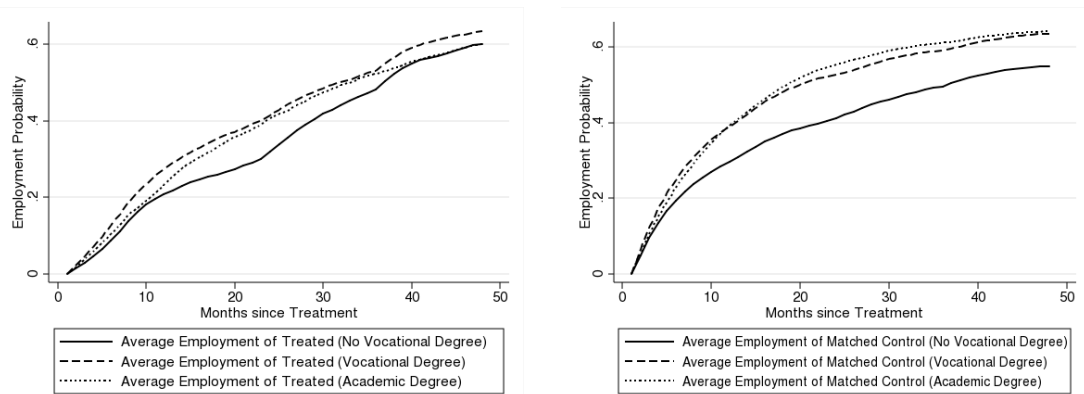 Employment Probability
.6
.4
.2
0
0 10 20 30 40 50
Months since Treatment
Average Employment of Treated (No Vocational Degree)
Average Employment of Treated (Vocational Degree)
Average Employment of Treated (Academic Degree)
Employment Probability
.6
.4
.2
0
0 10 20 30 40 50
Months since Treatment
Average Employment of Matched Control (No Vocational Degree)
Average Employment of Matched Control (Vocational Degree)
Average Employment of Matched Control (Academic Degree)